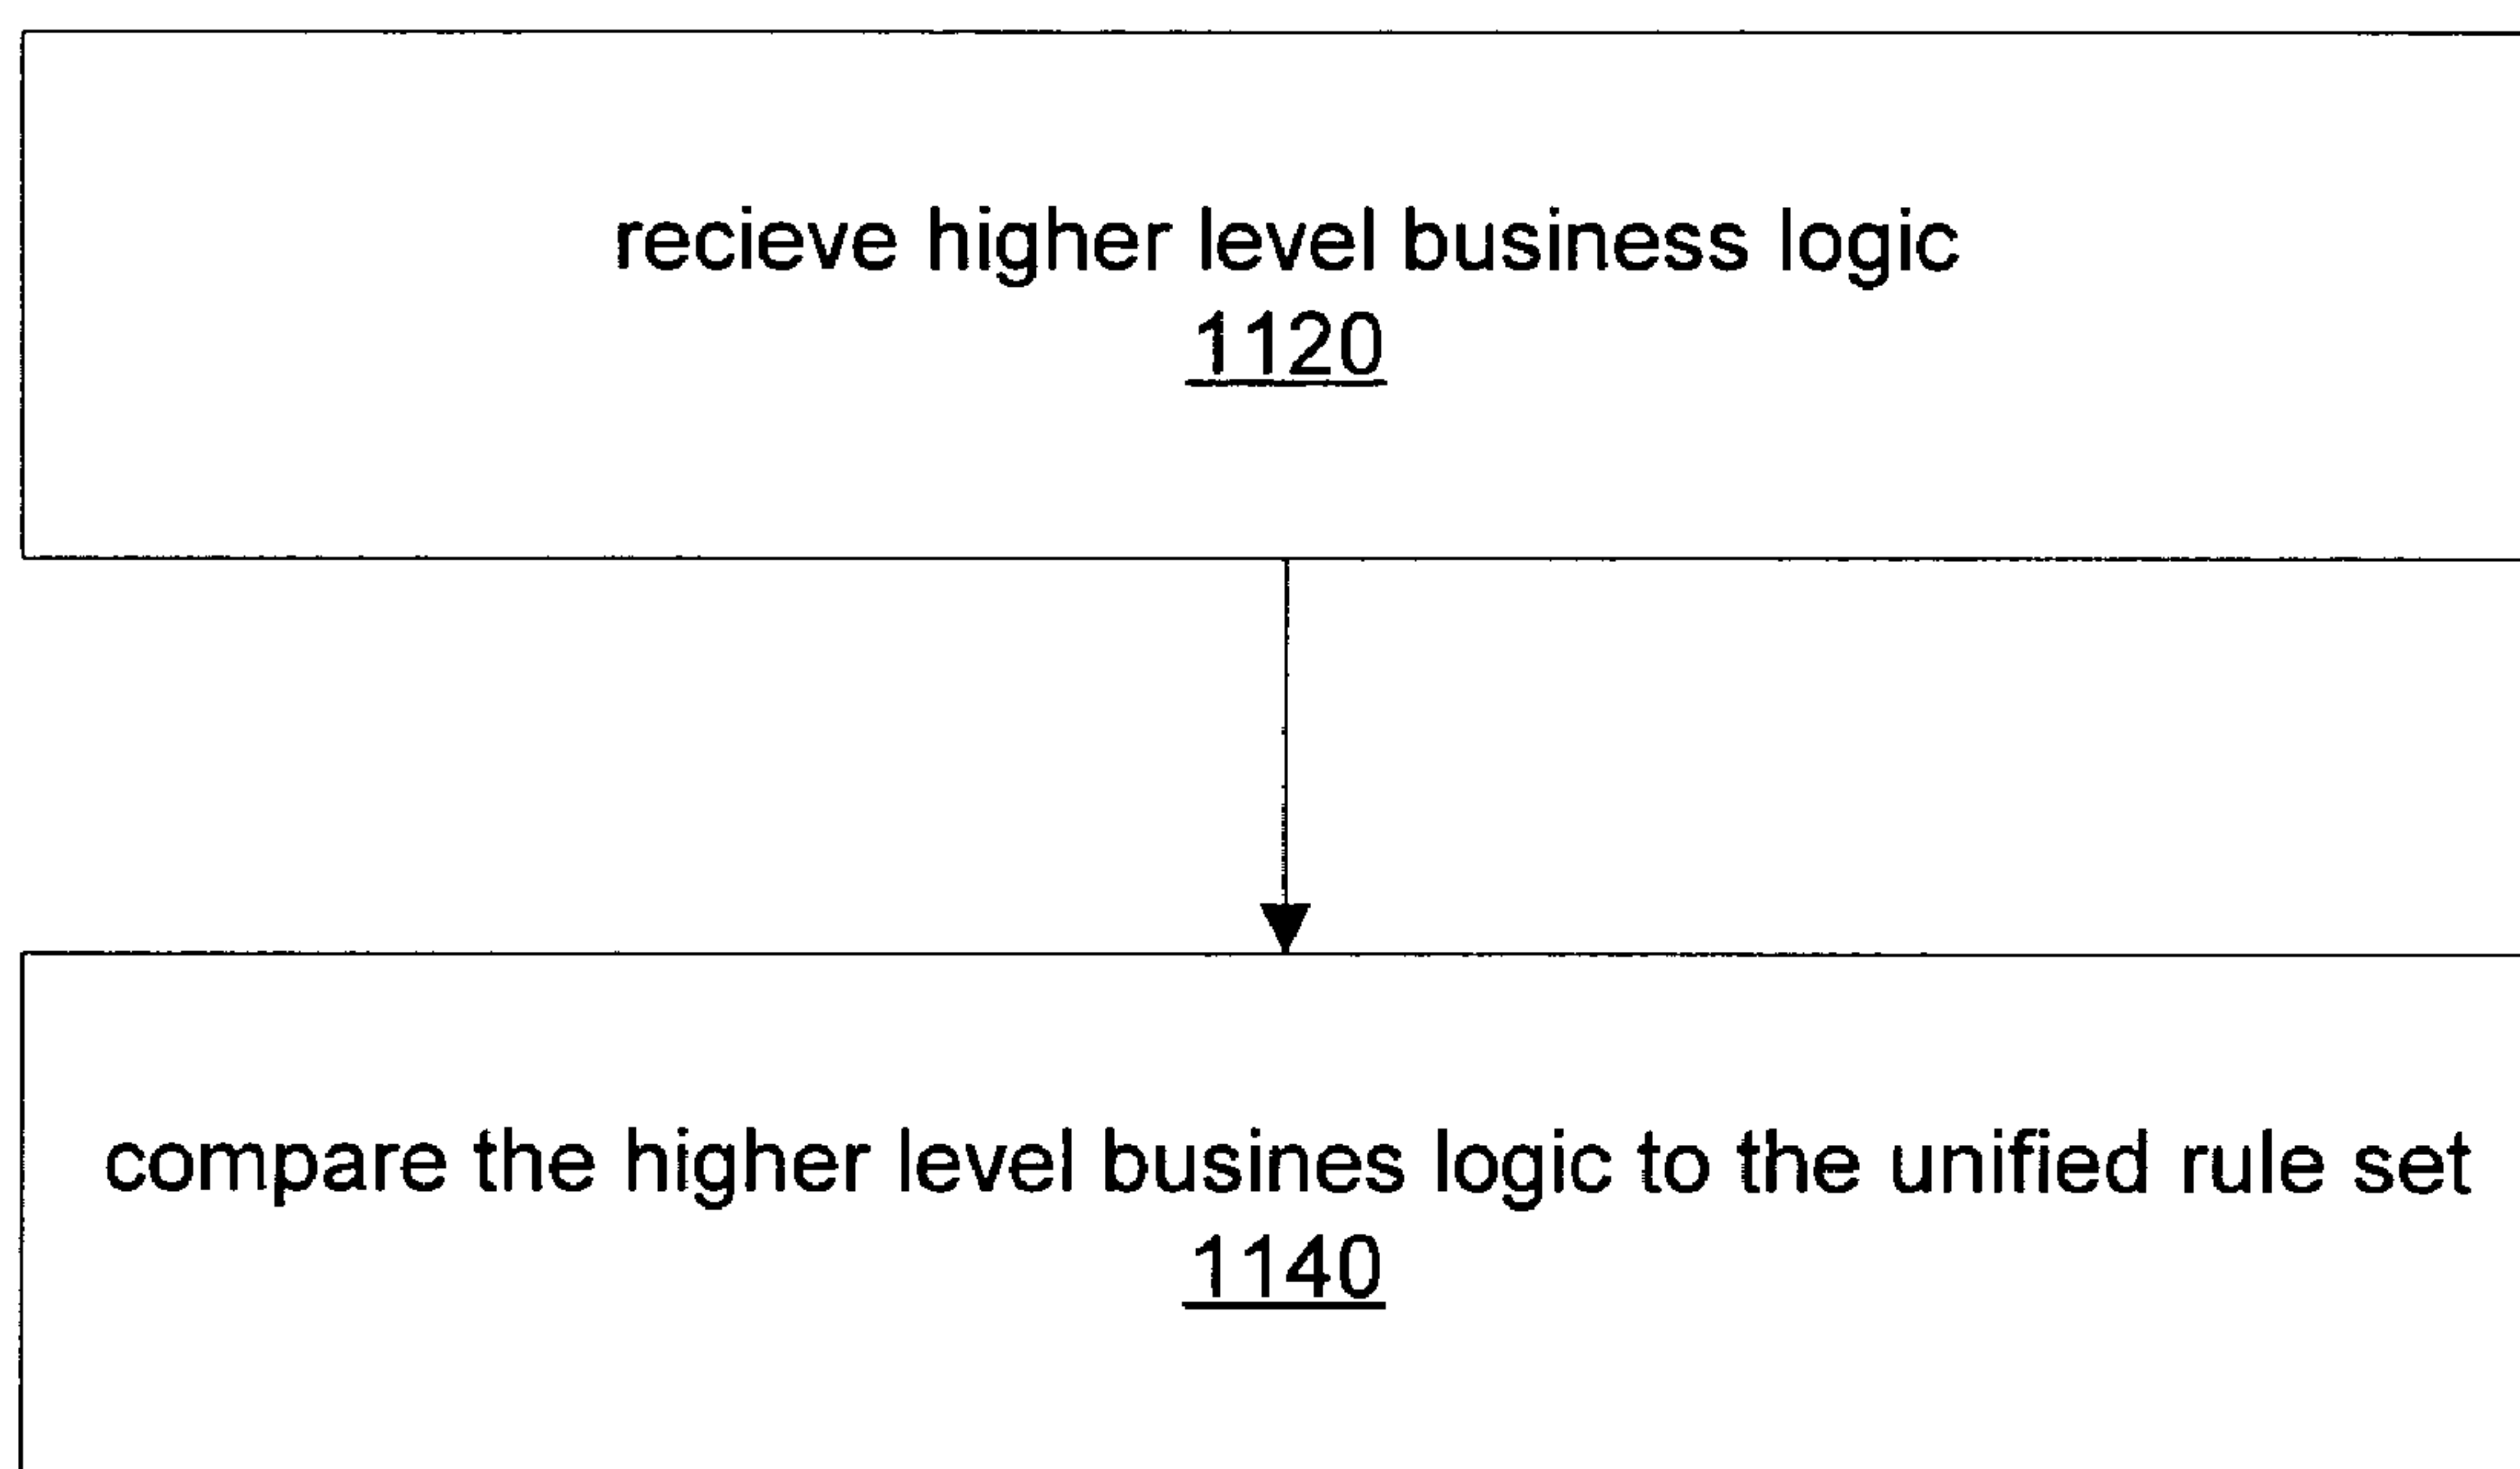 recieve higher level business logic
1120
compare the higher level busines logic to the unified rule set
1140